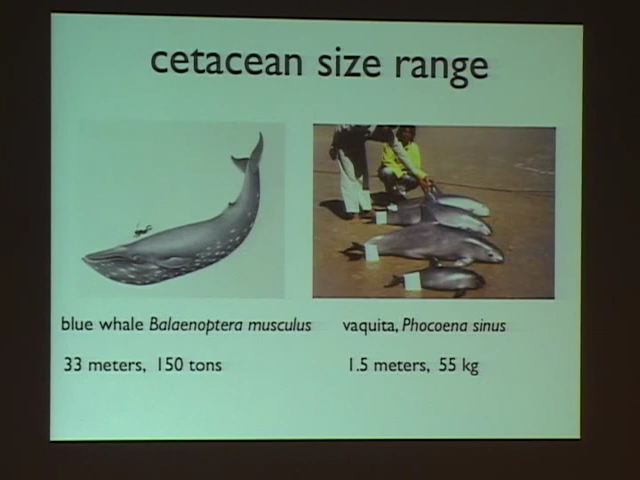 cetacean size range
blue whale Balaenoptera musculus
33 meters, 150 tons
vaquita, Phocoena sinus
1.5 meters, 55 kg